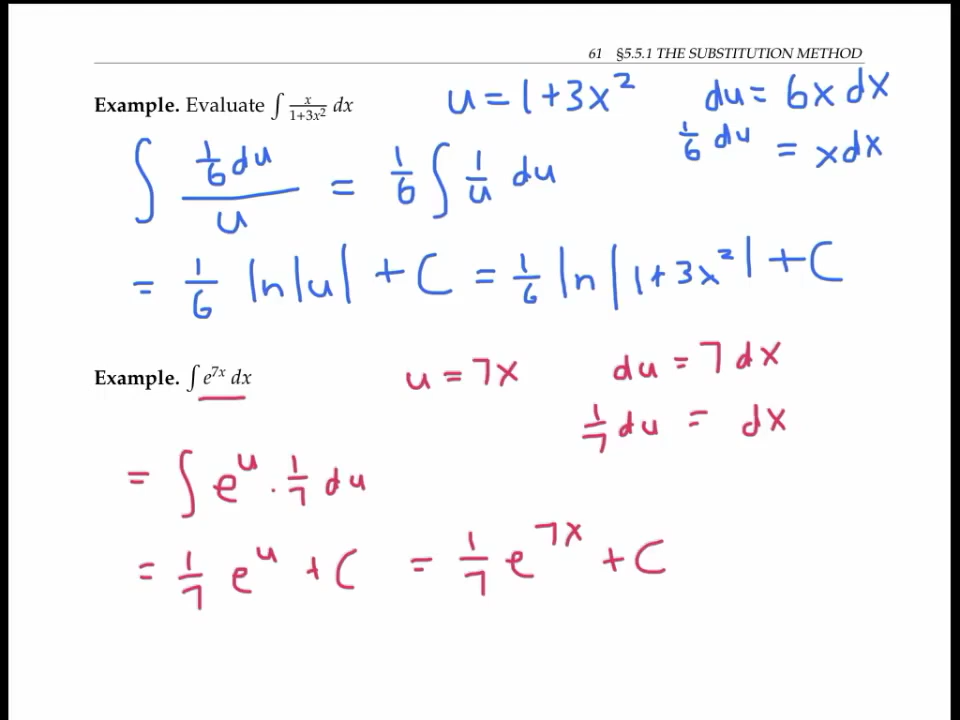 61 §5.5.1 THE SUBSTITUTION METHOD
Example. Evaluate ∫ x/(1+3x²) dx u = 1+3x² du = 6x dx
1/6 du = x dx
∫ (1/6 du)/u = 1/6 ∫ 1/u du
= 1/6 ln|u| + C = 1/6 ln|1+3x²| + C
Example. ∫ e^{7x} dx u = 7x du = 7 dx
1/7 du = dx
= ∫ e^u · 1/7 du
= 1/7 e^u + C = 1/7 e^{7x} + C